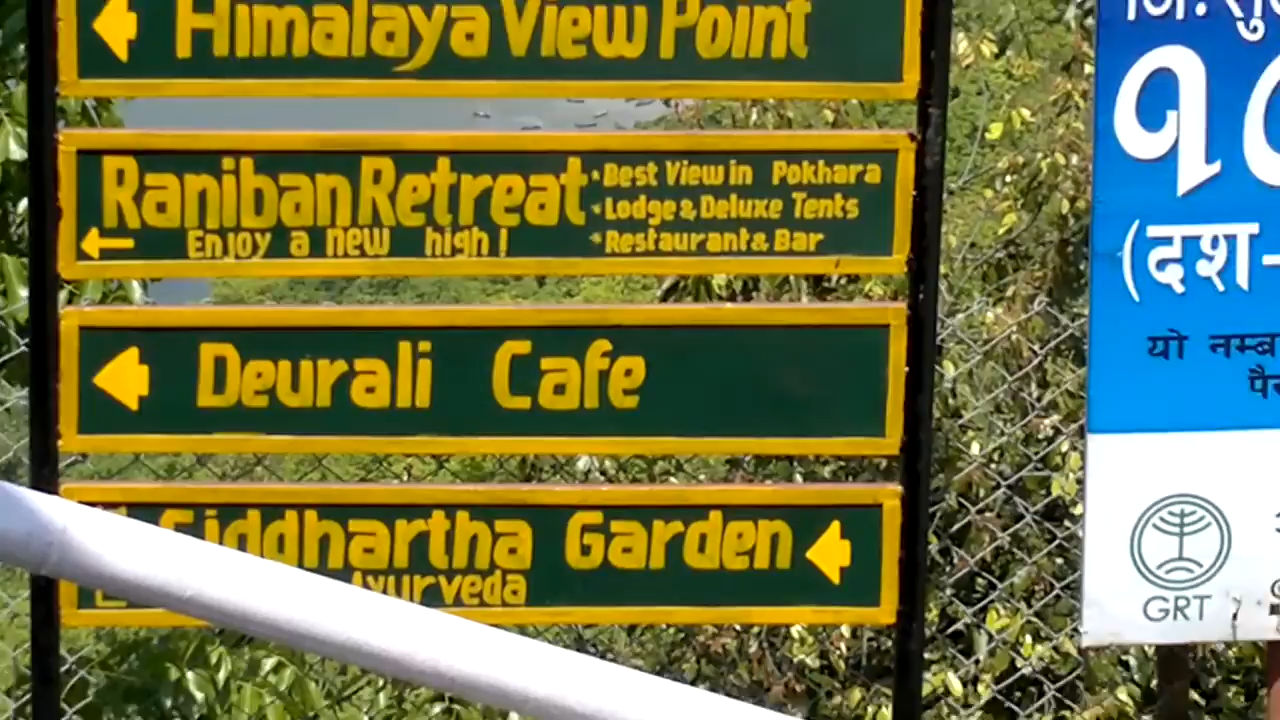 Himalaya View Point
Raniban Retreat
Enjoy a new high!
•Best View in Pokhara
•Lodge & Deluxe Tents
•Restaurant & Bar
Deurali Cafe
Siddhartha Garden
Ayurveda
(दश-
यो
GRT